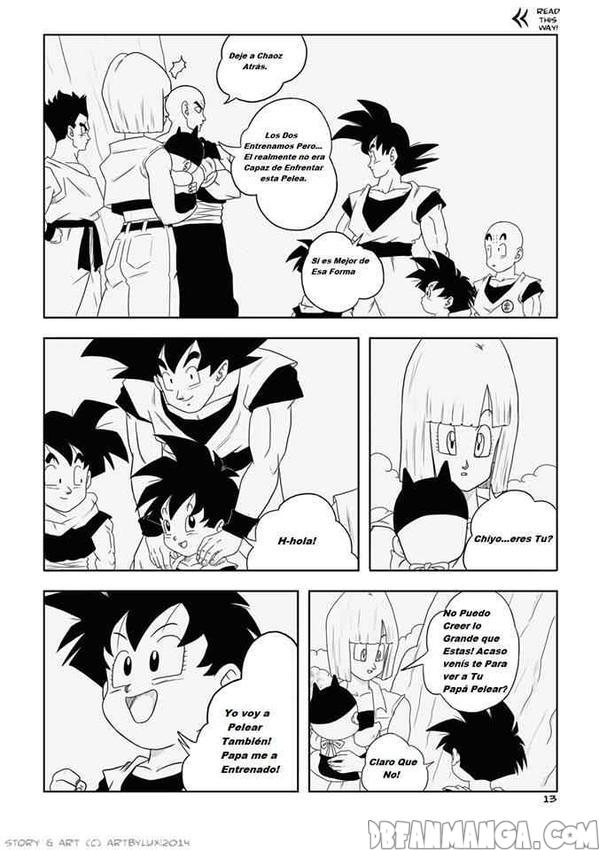 READ
THIS
WAY!
Deje a Chaoz
Atrás.
Los Dos
Entrenamos Pero...
El realmente no era
Capaz de Enfrentar
esta Pelea.
Si es Mejor de
Esa Forma
H-hola!
Chiyo...eres Tu?
Yo voy a
Pelear
También!
Papa me a
Entrenado!
No Puedo
Creer lo
Grande que
Estas! Acaso
venís te Para
ver a Tu
Papá Pelear?
Claro Que
No!
13
STORY & ART (C) ARTBYLUX|2014
DBFANMANGA.COM